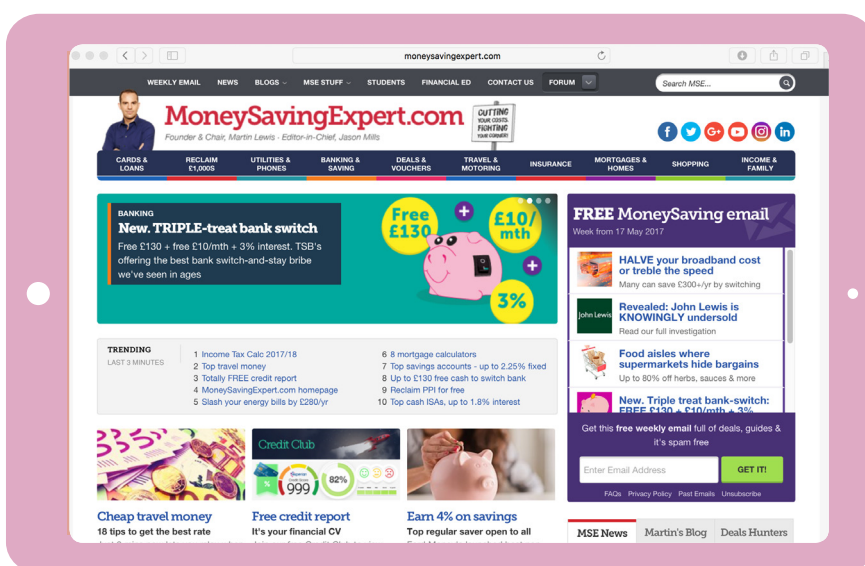 moneysavingexpert.com
WEEKLY EMAIL NEWS BLOGS MSE STUFF STUDENTS FINANCIAL ED CONTACT US FORUM Search MSE...
MoneySavingExpert.com
Founder & Chair, Martin Lewis · Editor-in-Chief, Jason Mills
CUTTING
YOUR COSTS.
FIGHTING
YOUR CORNER!
CARDS &
LOANS
RECLAIM
£1,000S
UTILITIES &
PHONES
BANKING &
SAVING
DEALS &
VOUCHERS
TRAVEL &
MOTORING
INSURANCE
MORTGAGES &
HOMES
SHOPPING
INCOME &
FAMILY
BANKING
New. TRIPLE-treat bank switch
Free £130 + free £10/mth + 3% interest. TSB's
offering the best bank switch-and-stay bribe
we've seen in ages
Free
£130
£10/
mth
3%
TRENDING
LAST 3 MINUTES
1 Income Tax Calc 2017/18
2 Top travel money
3 Totally FREE credit report
4 MoneySavingExpert.com homepage
5 Slash your energy bills by £280/yr
6 8 mortgage calculators
7 Top savings accounts - up to 2.25% fixed
8 Up to £130 free cash to switch bank
9 Reclaim PPI for free
10 Top cash ISAs, up to 1.8% interest
Credit Club
999
82%
Cheap travel money
18 tips to get the best rate
Free credit report
It's your financial CV
Earn 4% on savings
Top regular saver open to all
FREE MoneySaving email
Week from 17 May 2017
HALVE your broadband cost
or treble the speed
Many can save £300+/yr by switching
John Lewis
Revealed: John Lewis is
KNOWINGLY undersold
Read our full investigation
Food aisles where
supermarkets hide bargains
Up to 80% off herbs, sauces & more
New. Triple treat bank-switch:
FREE £130 + £10/mth + 3%
Get this free weekly email full of deals, guides &
it's spam free
Enter Email Address GET IT!
FAQs Privacy Policy Past Emails Unsubscribe
MSE News Martin's Blog Deals Hunters